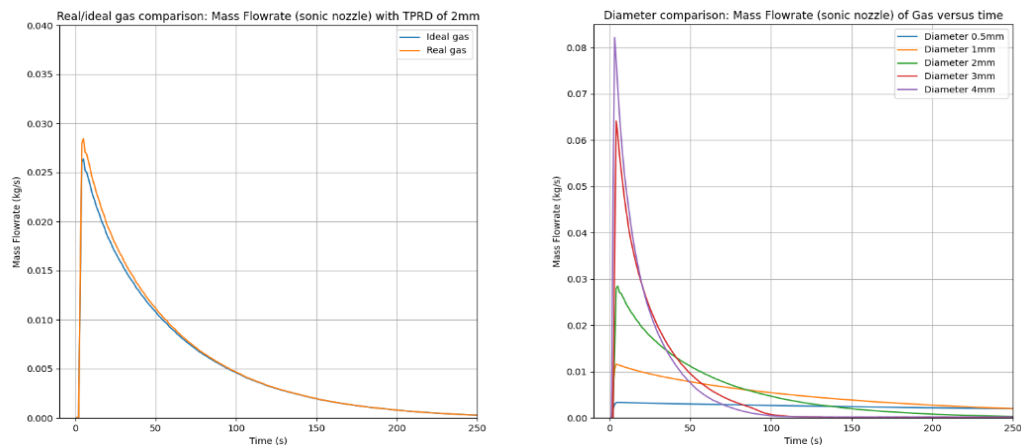 Real/ideal gas comparison: Mass Flowrate (sonic nozzle) with TPRD of 2mm
0.040
0.035
0.030
0.025
0.020
0.015
0.010
0.005
0.000
Mass Flowrate (kg/s)
0
50
100
150
200
250
Time (s)
Ideal gas
Real gas
Diameter comparison: Mass Flowrate (sonic nozzle) of Gas versus time
0.08
0.07
0.06
0.05
0.04
0.03
0.02
0.01
0.00
Mass Flowrate (kg/s)
0
50
100
150
200
250
Time (s)
Diameter 0.5mm
Diameter 1mm
Diameter 2mm
Diameter 3mm
Diameter 4mm